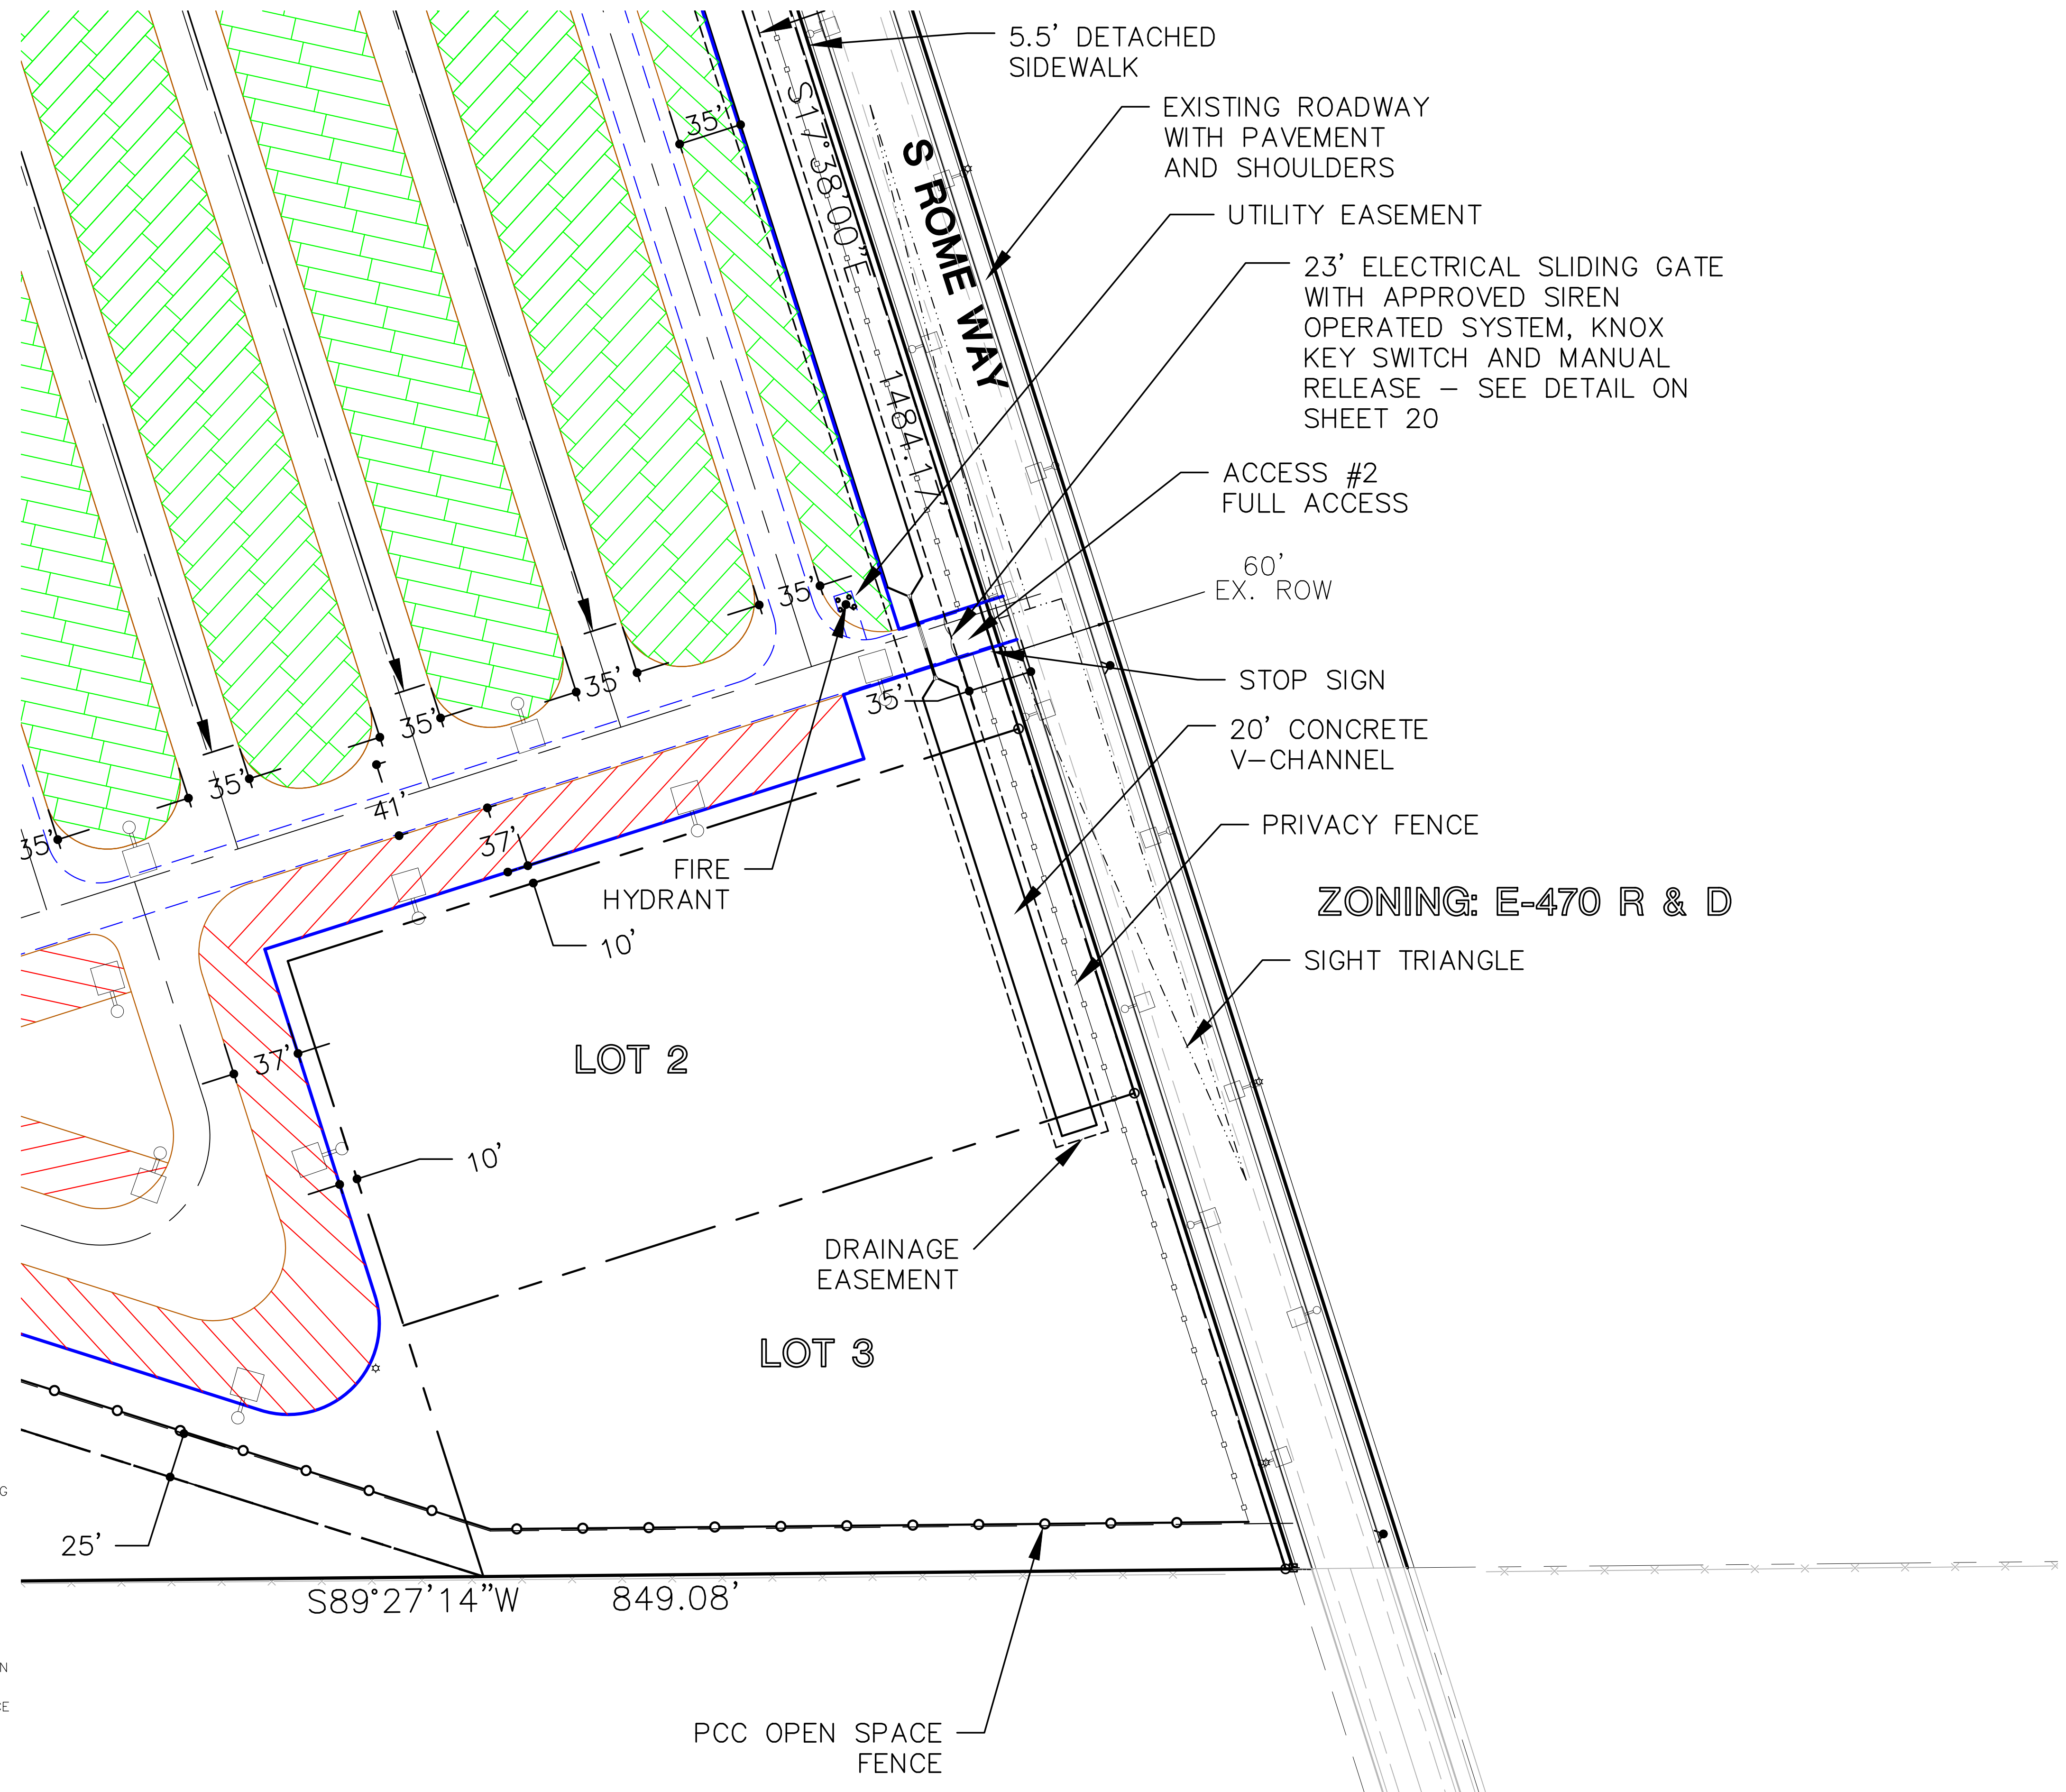 5.5' DETACHED
SIDEWALK
EXISTING ROADWAY
WITH PAVEMENT
AND SHOULDERS
UTILITY EASEMENT
23' ELECTRICAL SLIDING GATE
WITH APPROVED SIREN
OPERATED SYSTEM, KNOX
KEY SWITCH AND MANUAL
RELEASE – SEE DETAIL ON
SHEET 20
ACCESS #2
FULL ACCESS
60'
EX. ROW
STOP SIGN
20' CONCRETE
V-CHANNEL
PRIVACY FENCE
ZONING: E-470 R & D
SIGHT TRIANGLE
S ROME WAY
S17°38'00"E
1484.17'
35'
35'
35'
35'
35'
35'
35'
41'
37'
FIRE
HYDRANT
10'
LOT 2
37'
10'
DRAINAGE
EASEMENT
LOT 3
25'
S89°27'14"W 849.08'
PCC OPEN SPACE
FENCE
G
N
CE